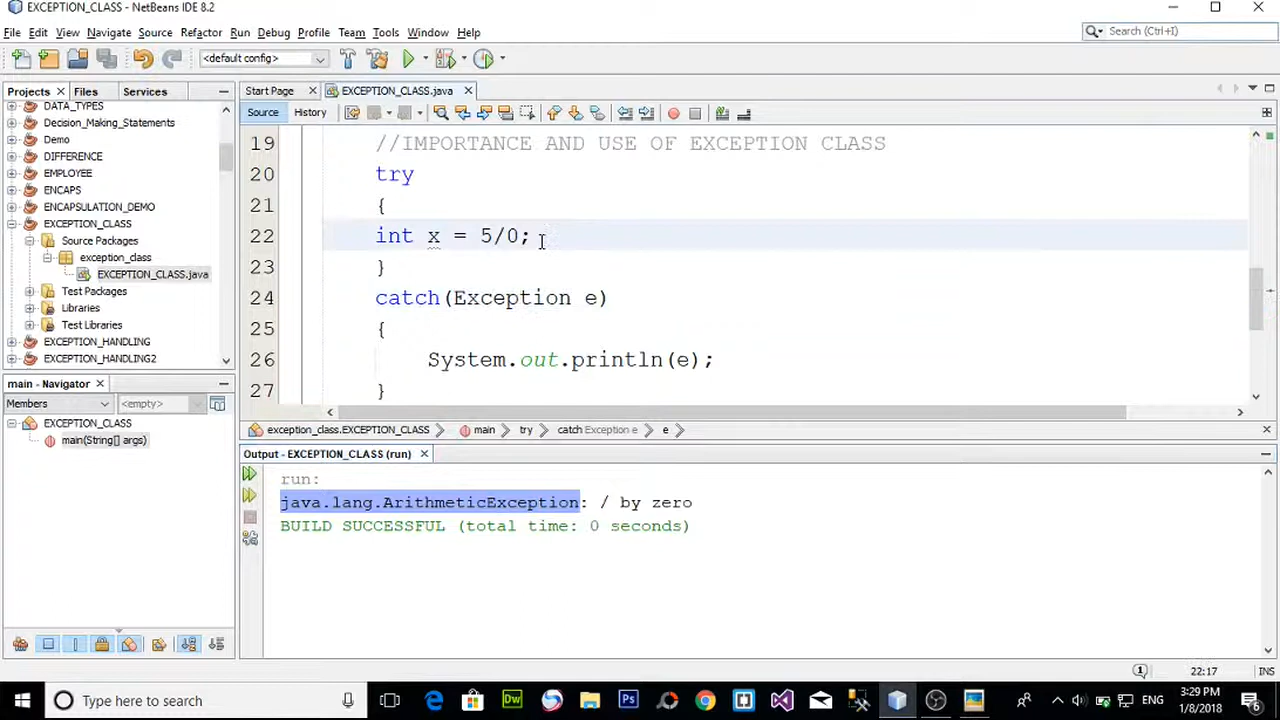 EXCEPTION_CLASS - NetBeans IDE 8.2
File Edit View Navigate Source Refactor Run Debug Profile Team Tools Window Help
Search (Ctrl+I)
<default config>
Projects Files Services
Start Page EXCEPTION_CLASS.java
Source History
DATA_TYPES
Decision_Making_Statements
Demo
DIFFERENCE
EMPLOYEE
ENCAPS
ENCAPSULATION_DEMO
EXCEPTION_CLASS
Source Packages
exception_class
EXCEPTION_CLASS.java
Test Packages
Libraries
Test Libraries
EXCEPTION_HANDLING
EXCEPTION_HANDLING2
19 //IMPORTANCE AND USE OF EXCEPTION CLASS
20 try
21 {
22 int x = 5/0;
23 }
24 catch(Exception e)
25 {
26 System.out.println(e);
27 }
main - Navigator
Members <empty>
EXCEPTION_CLASS
main(String[] args)
exception_class.EXCEPTION_CLASS main try catch Exception e e
Output - EXCEPTION_CLASS (run)
run:
java.lang.ArithmeticException: / by zero
BUILD SUCCESSFUL (total time: 0 seconds)
1 22:17 INS
Type here to search
Dw Ps
ENG
3:29 PM
1/8/2018
6